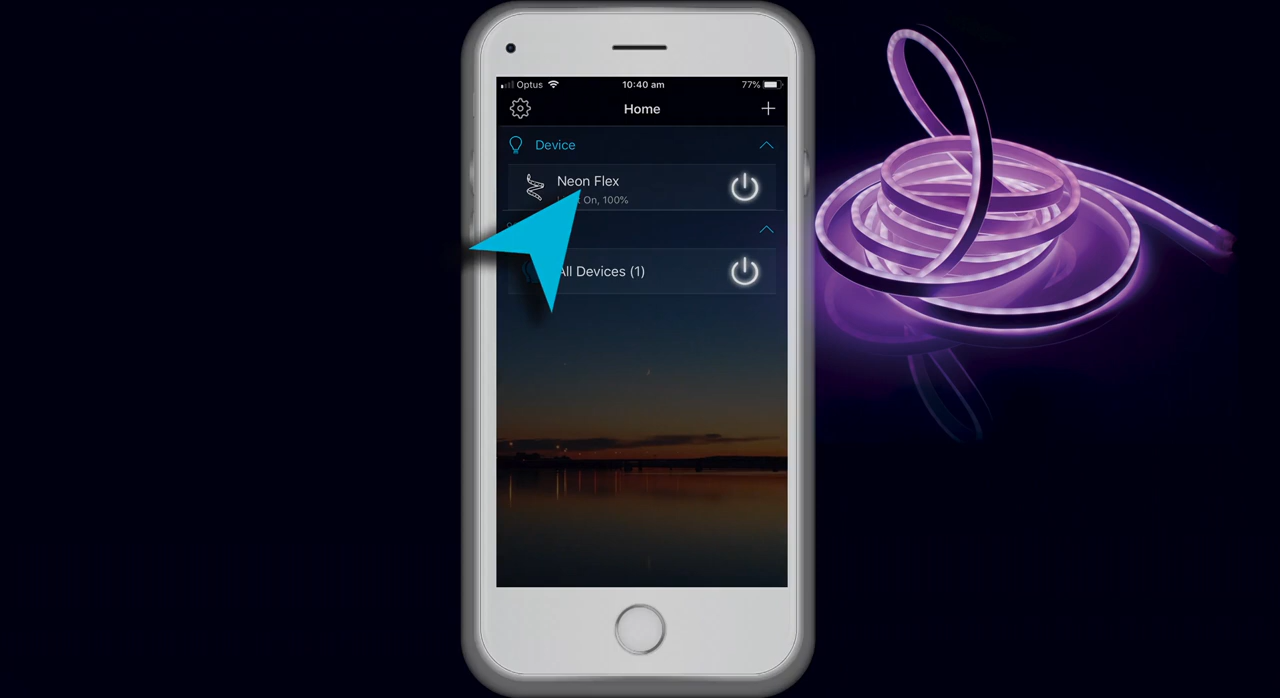 Optus 10:40 am 77%
Home
Device
Neon Flex
On, 100%
All Devices (1)